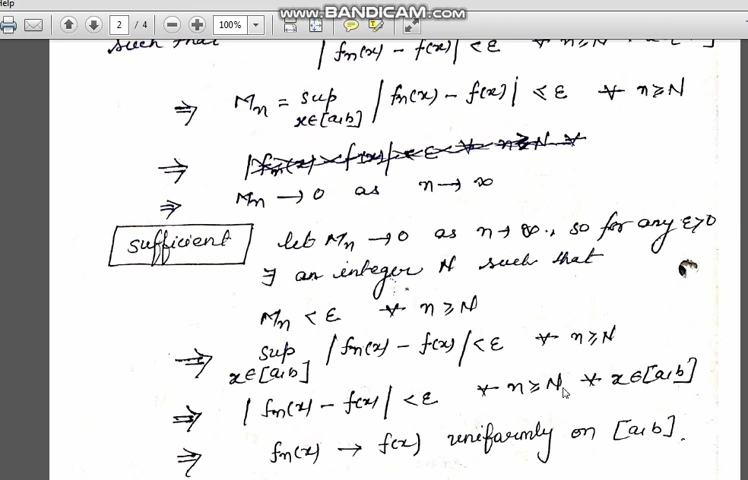 Help
www.BANDICAM.com
2 / 4
100%
such that |fn(x) – f(x)| < ε ∀ n ≥ N
⇒ Mn = sup |fn(x) – f(x)| < ε ∀ n ≥ N
x∈[a,b]
⇒ |fn(x) – f(x)| < ε ∀ n ≥ N ∀
⇒ Mn → 0 as n → ∞
Sufficient let Mn → 0 as n → ∞, so for any ε>0
∃ an integer N such that
Mn < ε ∀ n ≥ N
⇒ sup |fn(x) – f(x)| < ε ∀ n ≥ N
x∈[a,b]
⇒ |fn(x) – f(x)| < ε ∀ n ≥ N, ∀ x∈[a,b]
⇒ fn(x) → f(x) uniformly on [a,b].